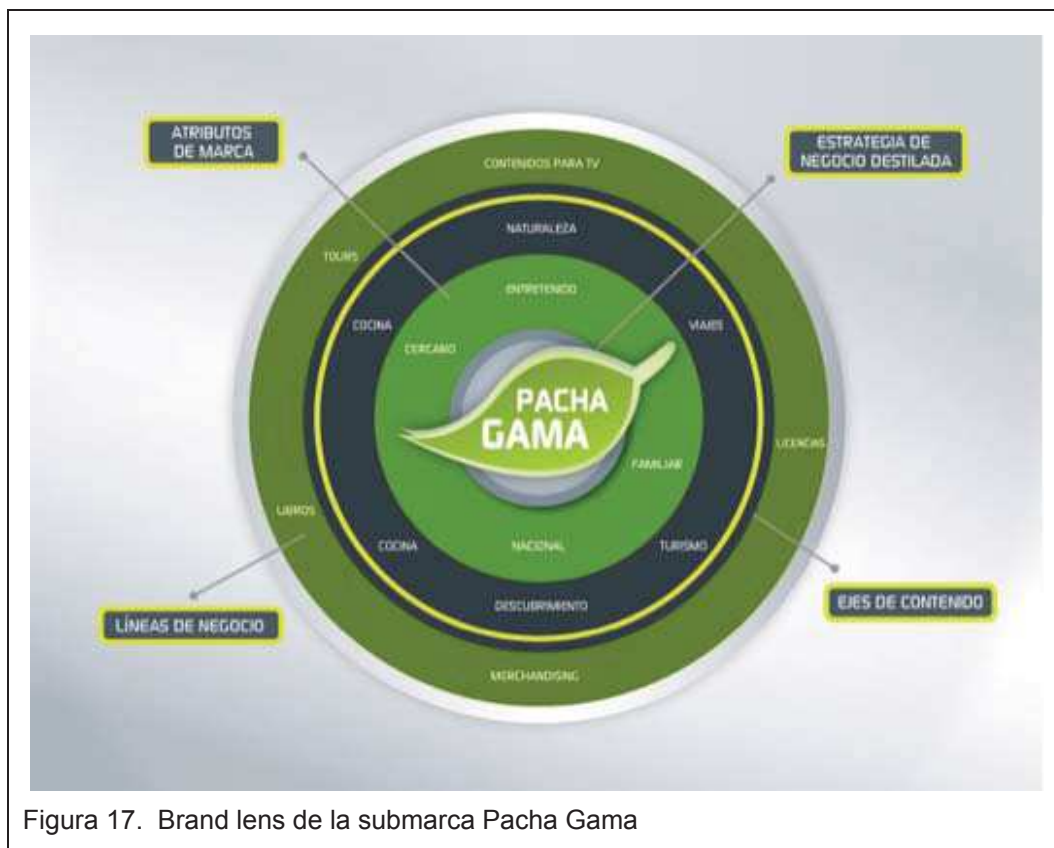 ATRIBUTOS
DE MARCA
ESTRATEGIA DE
NEGOCIO DESTILADA
CONTENIDOS PARA TV
NATURALEZA
TOURS
ENTRETENIDO
COCINA
VIAJES
CERCANO
PACHA
GAMA
LICENCIAS
FAMILIAR
LIBROS
COCINA
NACIONAL
TURISMO
DESCUBRIMIENTO
EJES DE CONTENIDO
LÍNEAS DE NEGOCIO
MERCHANDISING
Figura 17. Brand lens de la submarca Pacha Gama